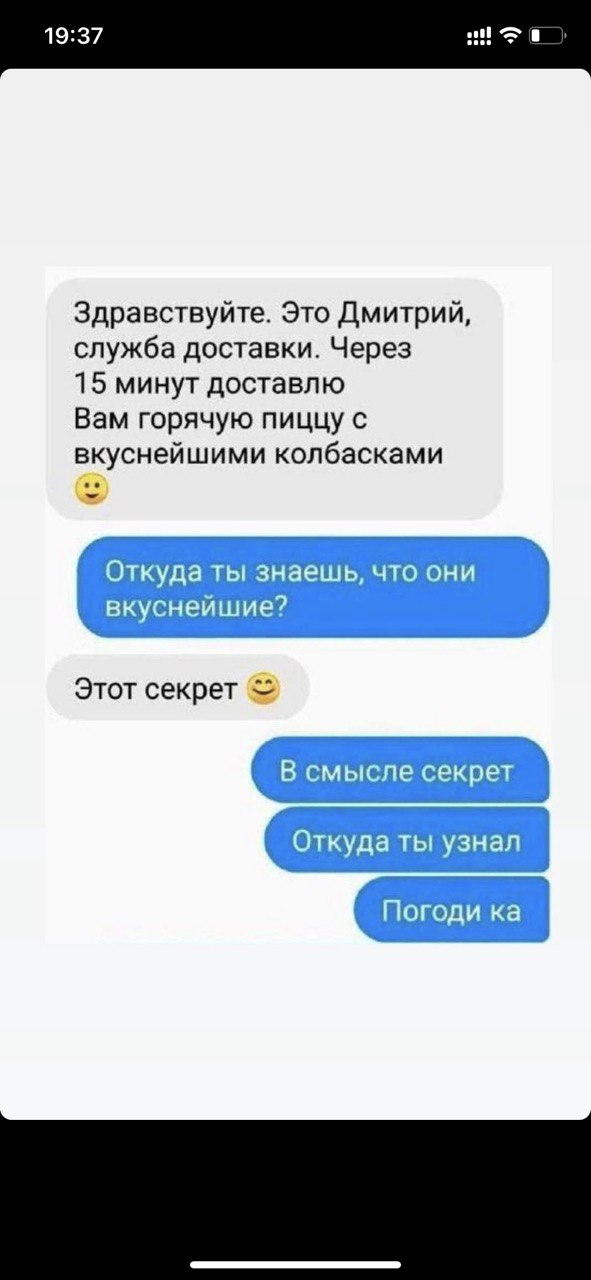 19:37
Здравствуйте. Это Дмитрий,
служба доставки. Через
15 минут доставлю
Вам горячую пиццу с
вкуснейшими колбасками
🙂
Откуда ты знаешь, что они
вкуснейшие?
Этот секрет 😊
В смысле секрет
Откуда ты узнал
Погоди ка